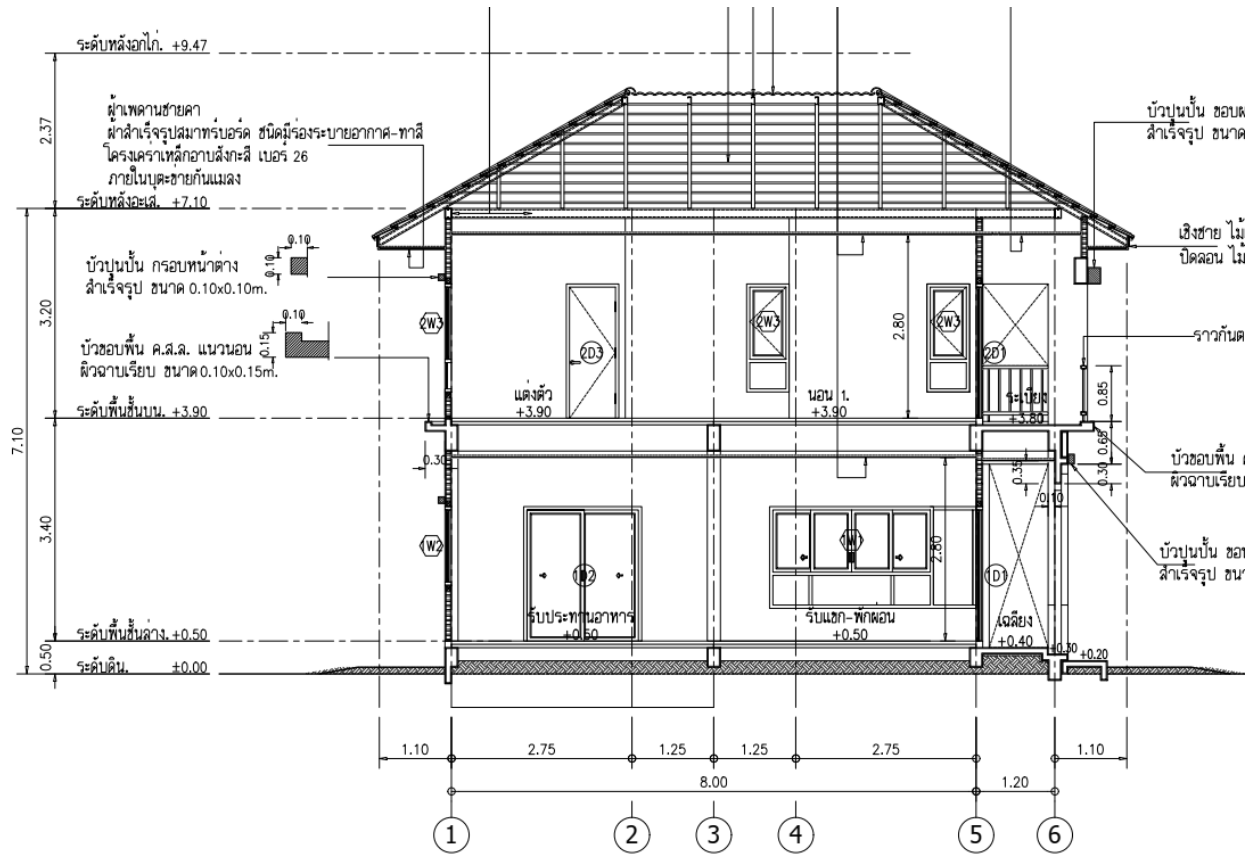 ระดับหลังอกไก่. +9.47
2.37
ฝ้าเพดานชายคา
ฝ้าสำเร็จรูปสมาทร์บอร์ด ชนิดมีร่องระบายอากาศ-ทาสี
โครงเคร่าเหล็กอาบสังกะสี เบอร์ 26
ภายในบุตะข่ายกันแมลง
ระดับหลังอะเส. +7.10
บัวปูนปั้น ขอบผ
สำเร็จรูป ขนาด
เชิงชาย ไม้
ปิดลอน ไม้
0.10
0.10
บัวปูนปั้น กรอบหน้าต่าง
สำเร็จรูป ขนาด 0.10x0.10m.
3.20
0.10
0.15
บัวขอบพื้น ค.ส.ล. แนวนอน
ผิวฉาบเรียบ ขนาด 0.10x0.15m.
2W3
2D3
2W3
2.80
2W3
2D1
ราวกันต
แต่งตัว
+3.90
นอน 1.
+3.90
ระเบียง
+3.80
0.85
ระดับพื้นชั้นบน. +3.90
7.10
0.30
0.35
0.65
0.30
0.10
บัวขอบพื้น
ผิวฉาบเรียบ
3.40
1W2
1D2
1W1
2.80
1D1
บัวปูนปั้น ขอบ
สำเร็จรูป ขนา
รับประทานอาหาร
+0.50
รับแขก-พักผ่อน
+0.50
เฉลียง
+0.40
+0.30
+0.20
ระดับพื้นชั้นล่าง. +0.50
0.50
ระดับดิน. ±0.00
1.10 2.75 1.25 1.25 2.75 1.10
8.00 1.20
1 2 3 4 5 6